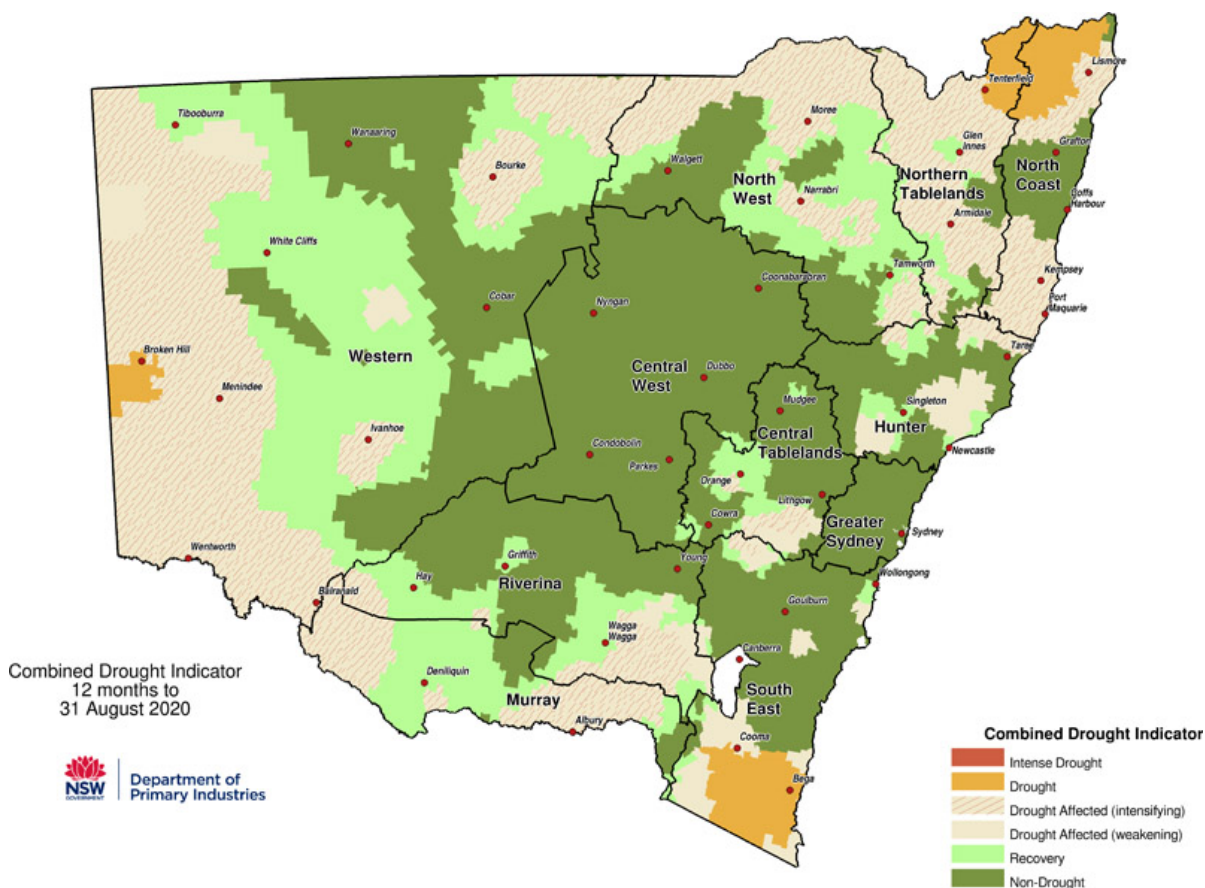 Tenterfield
Lismore
Tibooburra
Moree
Wanaaring
Glen
Innes
Grafton
Bourke
Walgett
North
West
Northern
Tablelands
North
Coast
Narrabri
Coffs
Harbour
Armidale
White Cliffs
Tamworth
Kempsey
Coonabarabran
Cobar
Nyngan
Port
Maquarie
Broken Hill
Western
Taree
Central
West
Dubbo
Menindee
Mudgee
Singleton
Hunter
Ivanhoe
Central
Tablelands
Condobolin
Parkes
Newcastle
Orange
Lithgow
Cowra
Greater
Sydney
Sydney
Wentworth
Griffith
Young
Hay
Riverina
Wollongong
Balranald
Goulburn
Wagga
Wagga
Canberra
Combined Drought Indicator
12 months to
31 August 2020
Deniliquin
Murray
South
East
Albury
Cooma
Bega
NSW
GOVERNMENT
Department of
Primary Industries
Combined Drought Indicator
Intense Drought
Drought
Drought Affected (intensifying)
Drought Affected (weakening)
Recovery
Non-Drought